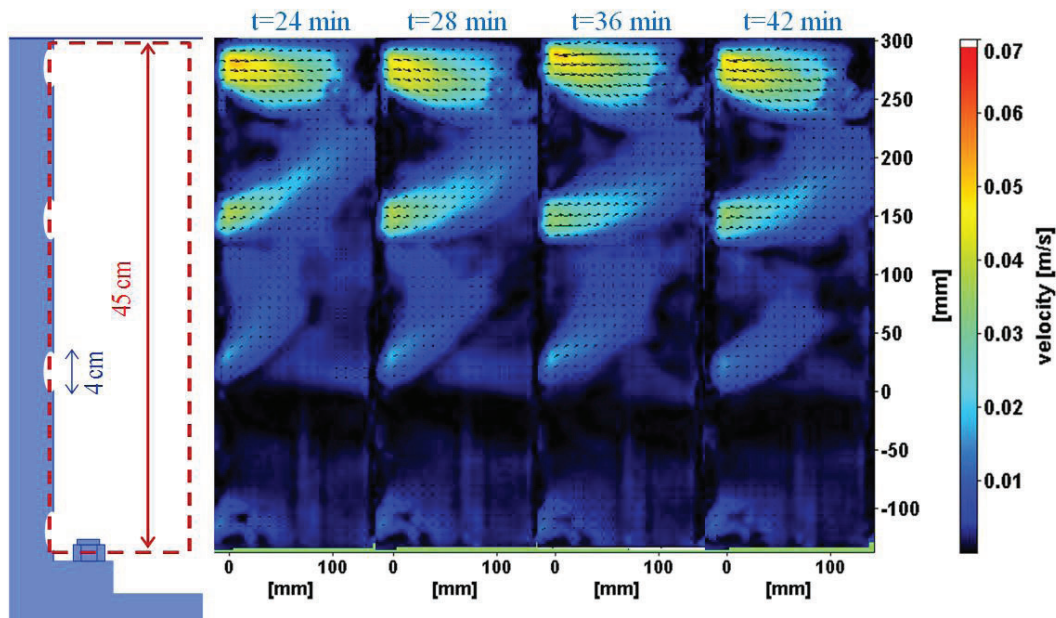 t=24 min t=28 min t=36 min t=42 min
45 cm
4 cm
300
250
200
150
100
50
0
-50
-100
[mm]
0.07
0.06
0.05
0.04
0.03
0.02
0.01
velocity [m/s]
0 100 0 100 0 100 0 100
[mm] [mm] [mm] [mm]